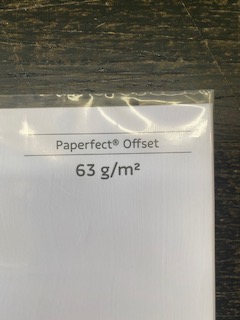 Paperfect® Offset
63 g/m²